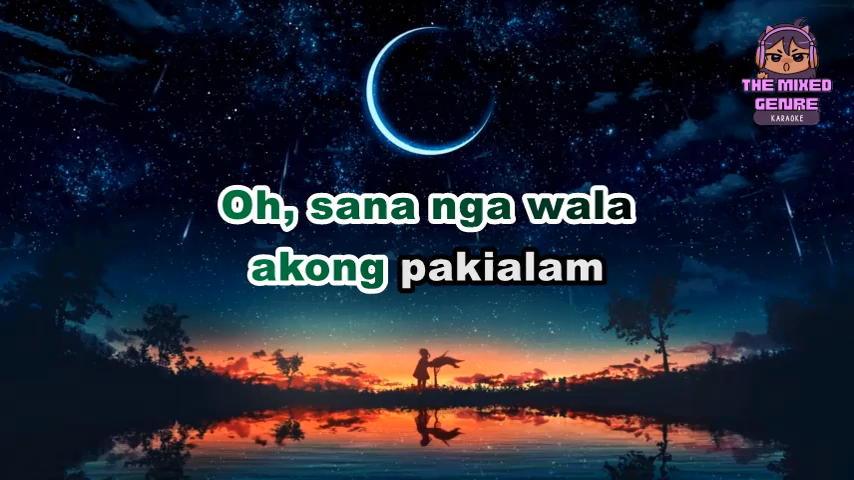 THE MIXED
GENRE
KARAOKE
Oh, sana nga wala
akong pakialam